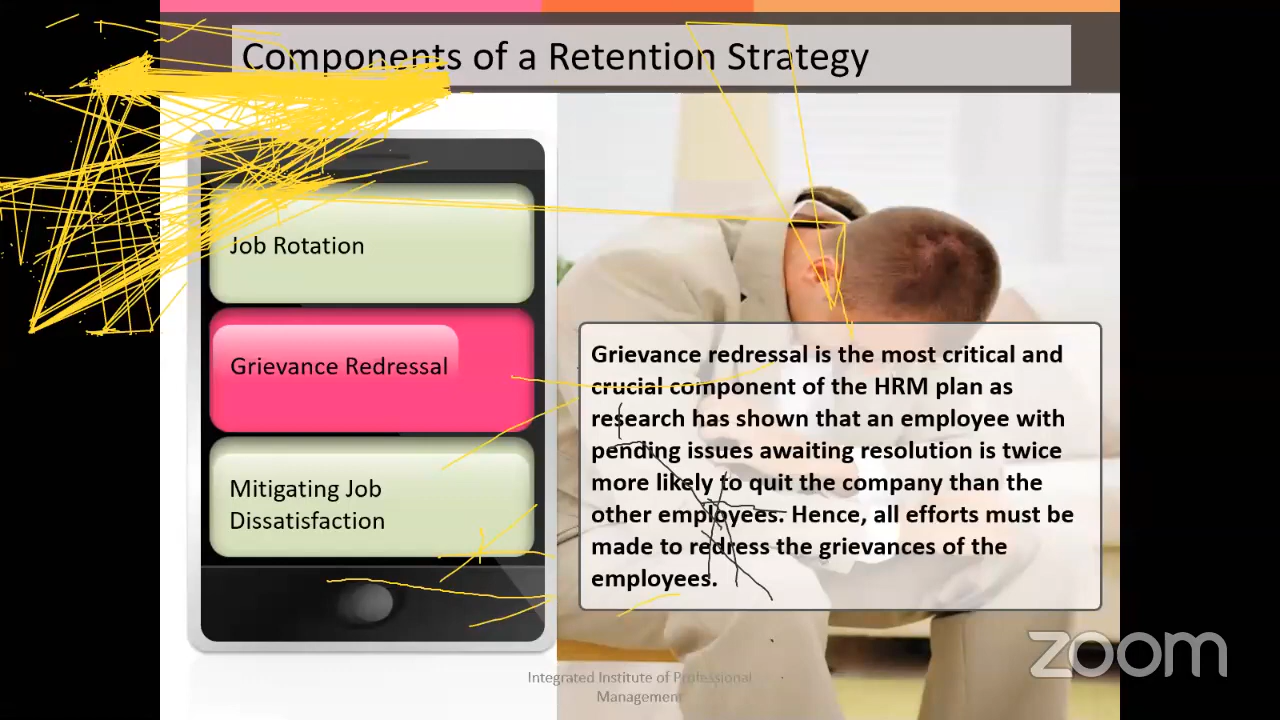 Components of a Retention Strategy
Job Rotation
Grievance Redressal
Mitigating Job
Dissatisfaction
Grievance redressal is the most critical and
crucial component of the HRM plan as
research has shown that an employee with
pending issues awaiting resolution is twice
more likely to quit the company than the
other employees. Hence, all efforts must be
made to redress the grievances of the
employees.
Integrated Institute of Professional
Management
zoom